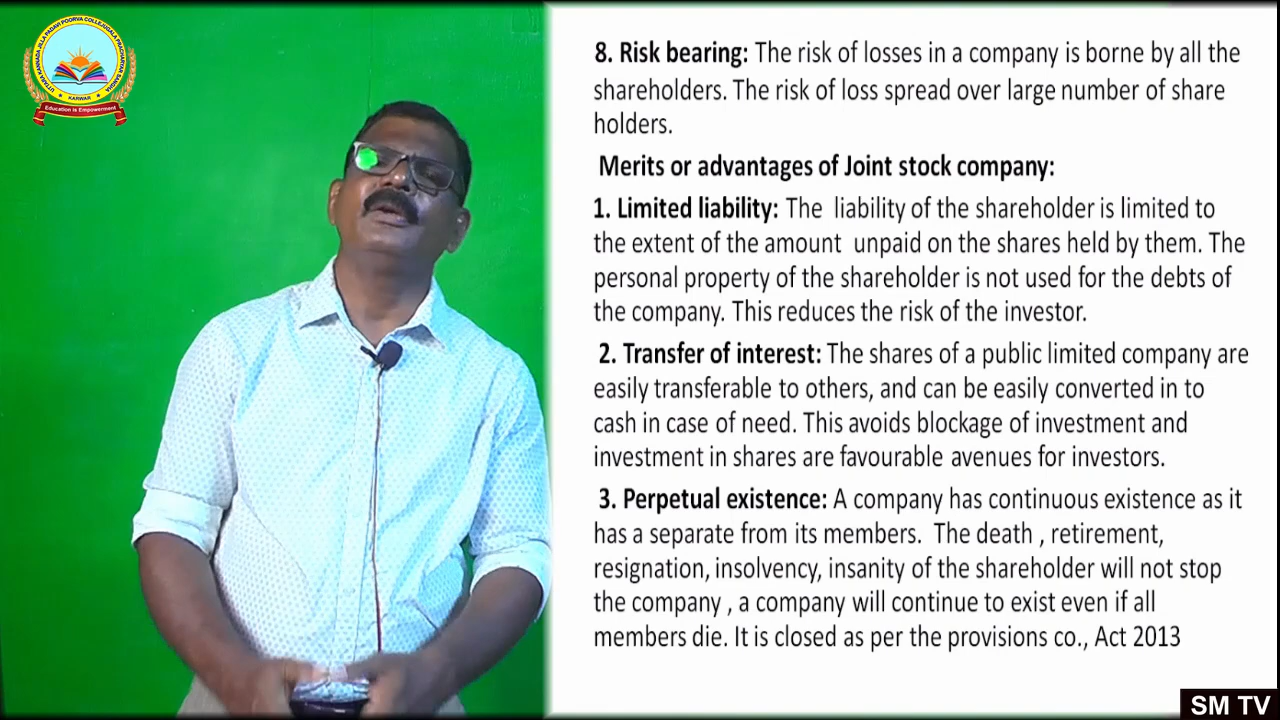 UTTARA KANNADA JILLA PADAVI POORVA COLLEJUGALA PRACHARYARA SANGHA
★ KARWAR ★
Education is Empowerment
8. Risk bearing: The risk of losses in a company is borne by all the
shareholders. The risk of loss spread over large number of share
holders.
Merits or advantages of Joint stock company:
1. Limited liability: The liability of the shareholder is limited to
the extent of the amount unpaid on the shares held by them. The
personal property of the shareholder is not used for the debts of
the company. This reduces the risk of the investor.
2. Transfer of interest: The shares of a public limited company are
easily transferable to others, and can be easily converted in to
cash in case of need. This avoids blockage of investment and
investment in shares are favourable avenues for investors.
3. Perpetual existence: A company has continuous existence as it
has a separate from its members. The death , retirement,
resignation, insolvency, insanity of the shareholder will not stop
the company , a company will continue to exist even if all
members die. It is closed as per the provisions co., Act 2013
SM TV